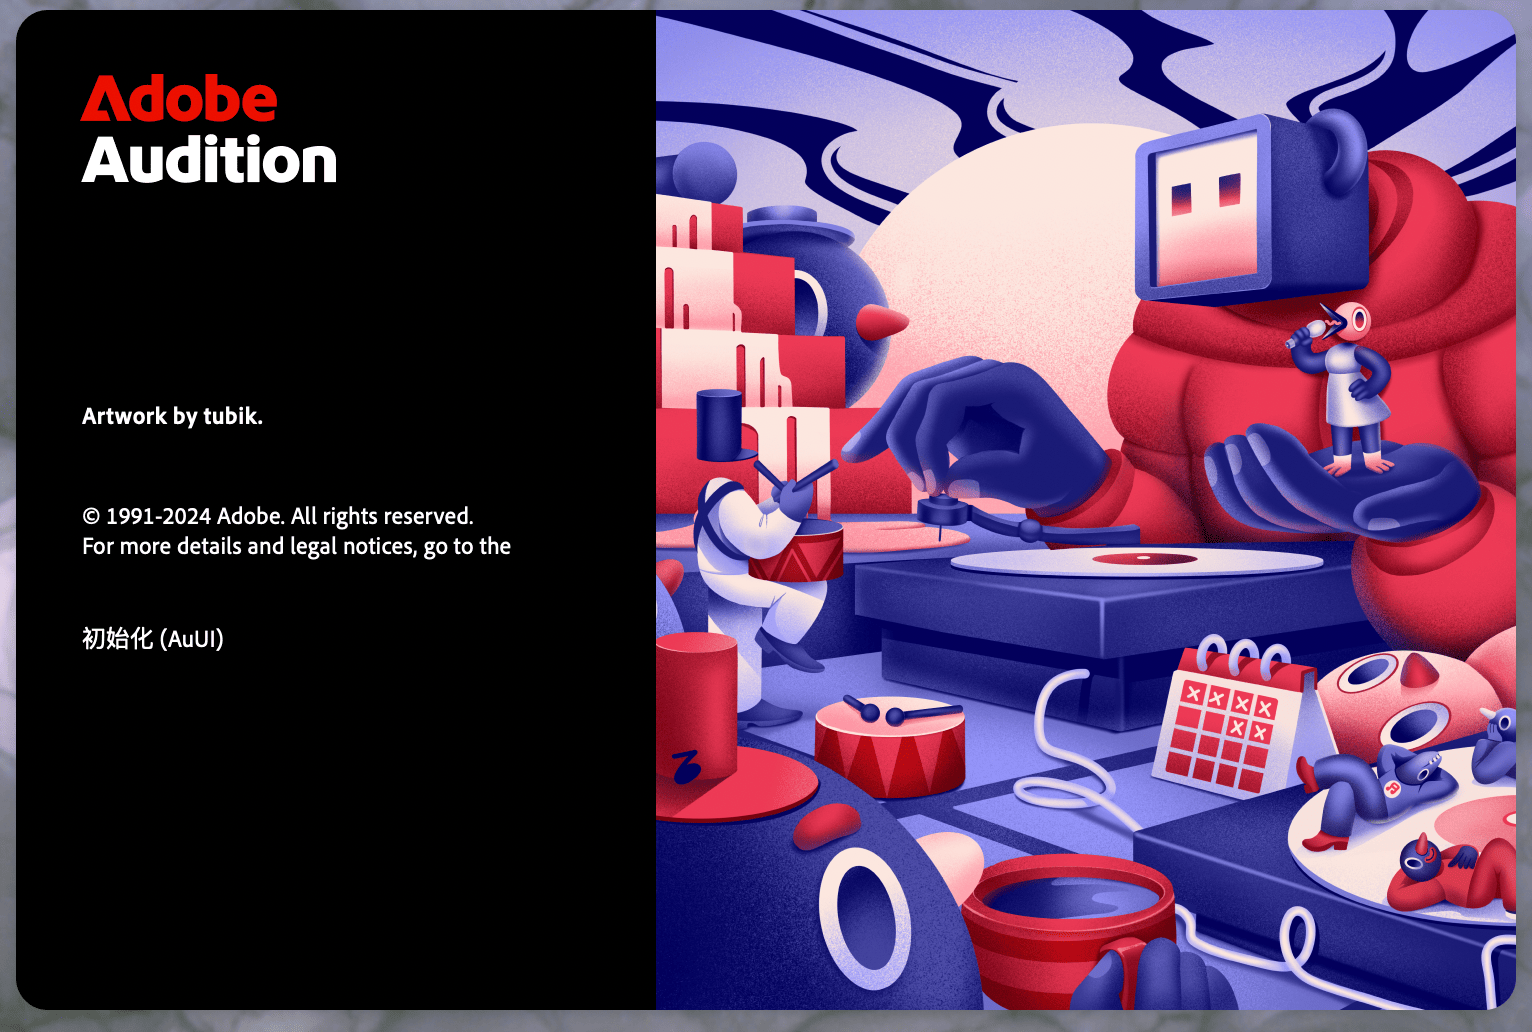 Adobe
Audition
Artwork by tubik.
© 1991-2024 Adobe. All rights reserved.
For more details and legal notices, go to the
初始化 (AuUI)